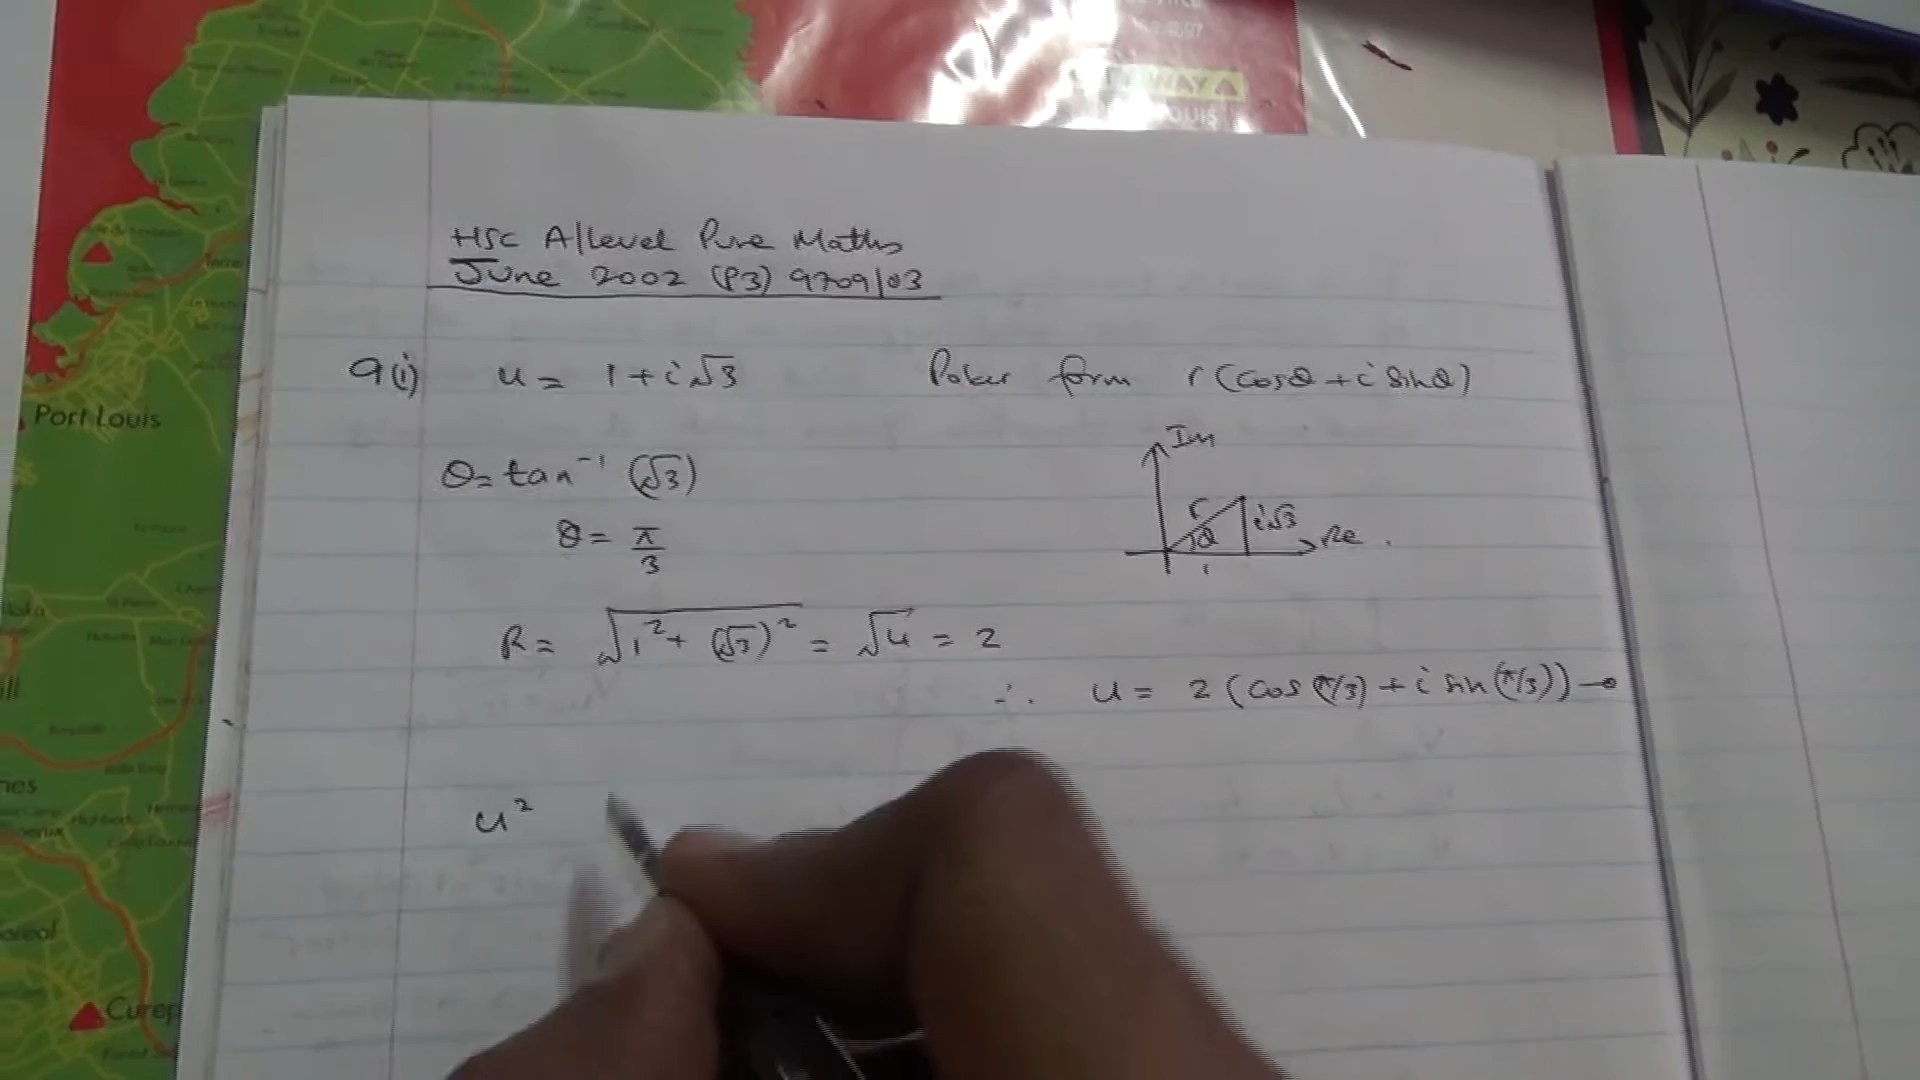 HSC A/Level Pure Maths
June 2002 (P3) 9709/03
9(i) u = 1 + i√3 Polar form r(cosθ + i sinθ)
Im
θ = tan⁻¹ (√3)
r i√3
θ Re
1
θ = π/3
R = √(1² + (√3)²) = √4 = 2
∴ u = 2 (cos (π/3) + i sin (π/3))
u²
WAY
OUIS
Port Louis
Curep